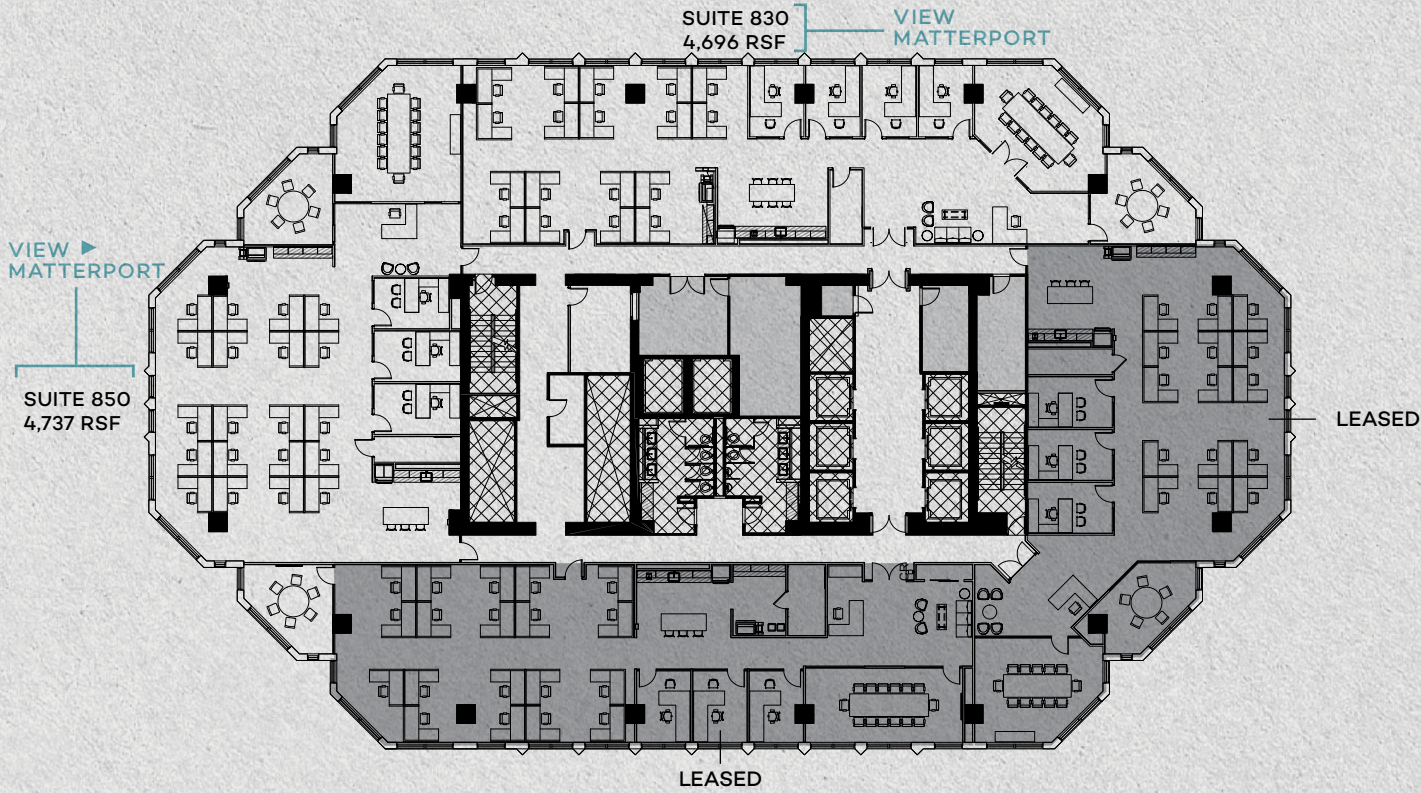 SUITE 830
4,696 RSF
VIEW
MATTERPORT
VIEW ►
MATTERPORT
SUITE 850
4,737 RSF
LEASED
LEASED